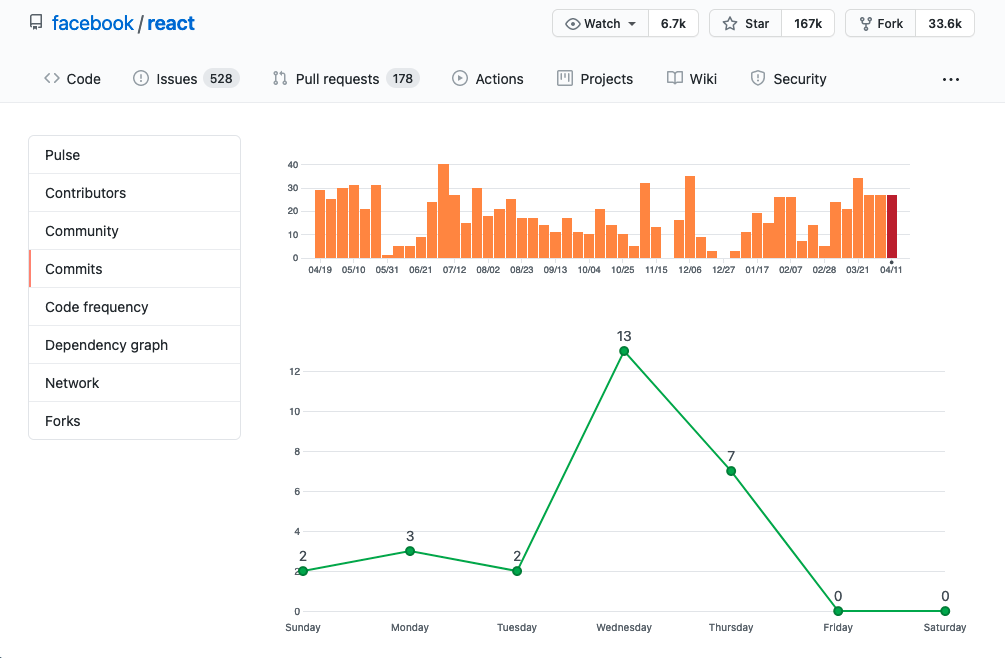 facebook / react
Watch 6.7k Star 167k Fork 33.6k
Code Issues 528 Pull requests 178 Actions Projects Wiki Security
Pulse
Contributors
Community
Commits
Code frequency
Dependency graph
Network
Forks
40
30
20
10
0
04/19 05/10 05/31 06/21 07/12 08/02 08/23 09/13 10/04 10/25 11/15 12/06 12/27 01/17 02/07 02/28 03/21 04/11
13
12
10
8
7
6
4
3
2 2
2
0 0
0
Sunday Monday Tuesday Wednesday Thursday Friday Saturday